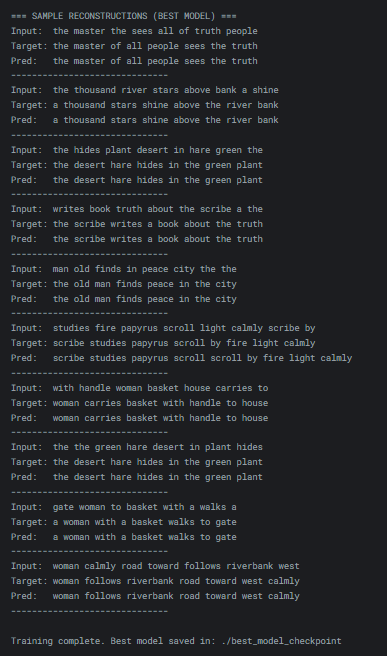 === SAMPLE RECONSTRUCTIONS (BEST MODEL) ===
Input:  the master the sees all of truth people
Target: the master of all people sees the truth
Pred:   the master of all people sees the truth
------------------------------
Input:  the thousand river stars above bank a shine
Target: a thousand stars shine above the river bank
Pred:   a thousand stars shine above the river bank
------------------------------
Input:  the hides plant desert in hare green the
Target: the desert hare hides in the green plant
Pred:   the desert hare hides in the green plant
------------------------------
Input:  writes book truth about the scribe a the
Target: the scribe writes a book about the truth
Pred:   the scribe writes a book about the truth
------------------------------
Input:  man old finds in peace city the the
Target: the old man finds peace in the city
Pred:   the old man finds peace in the city
------------------------------
Input:  studies fire papyrus scroll light calmly scribe by
Target: scribe studies papyrus scroll by fire light calmly
Pred:   scribe studies papyrus scroll scroll by fire light calmly
------------------------------
Input:  with handle woman basket house carries to
Target: woman carries basket with handle to house
Pred:   woman carries basket with handle to house
------------------------------
Input:  the the green hare desert in plant hides
Target: the desert hare hides in the green plant
Pred:   the desert hare hides in the green plant
------------------------------
Input:  gate woman to basket with a walks a
Target: a woman with a basket walks to gate
Pred:   a woman with a basket walks to gate
------------------------------
Input:  woman calmly road toward follows riverbank west
Target: woman follows riverbank road toward west calmly
Pred:   woman follows riverbank road toward west calmly
------------------------------
Training complete. Best model saved in: ./best_model_checkpoint